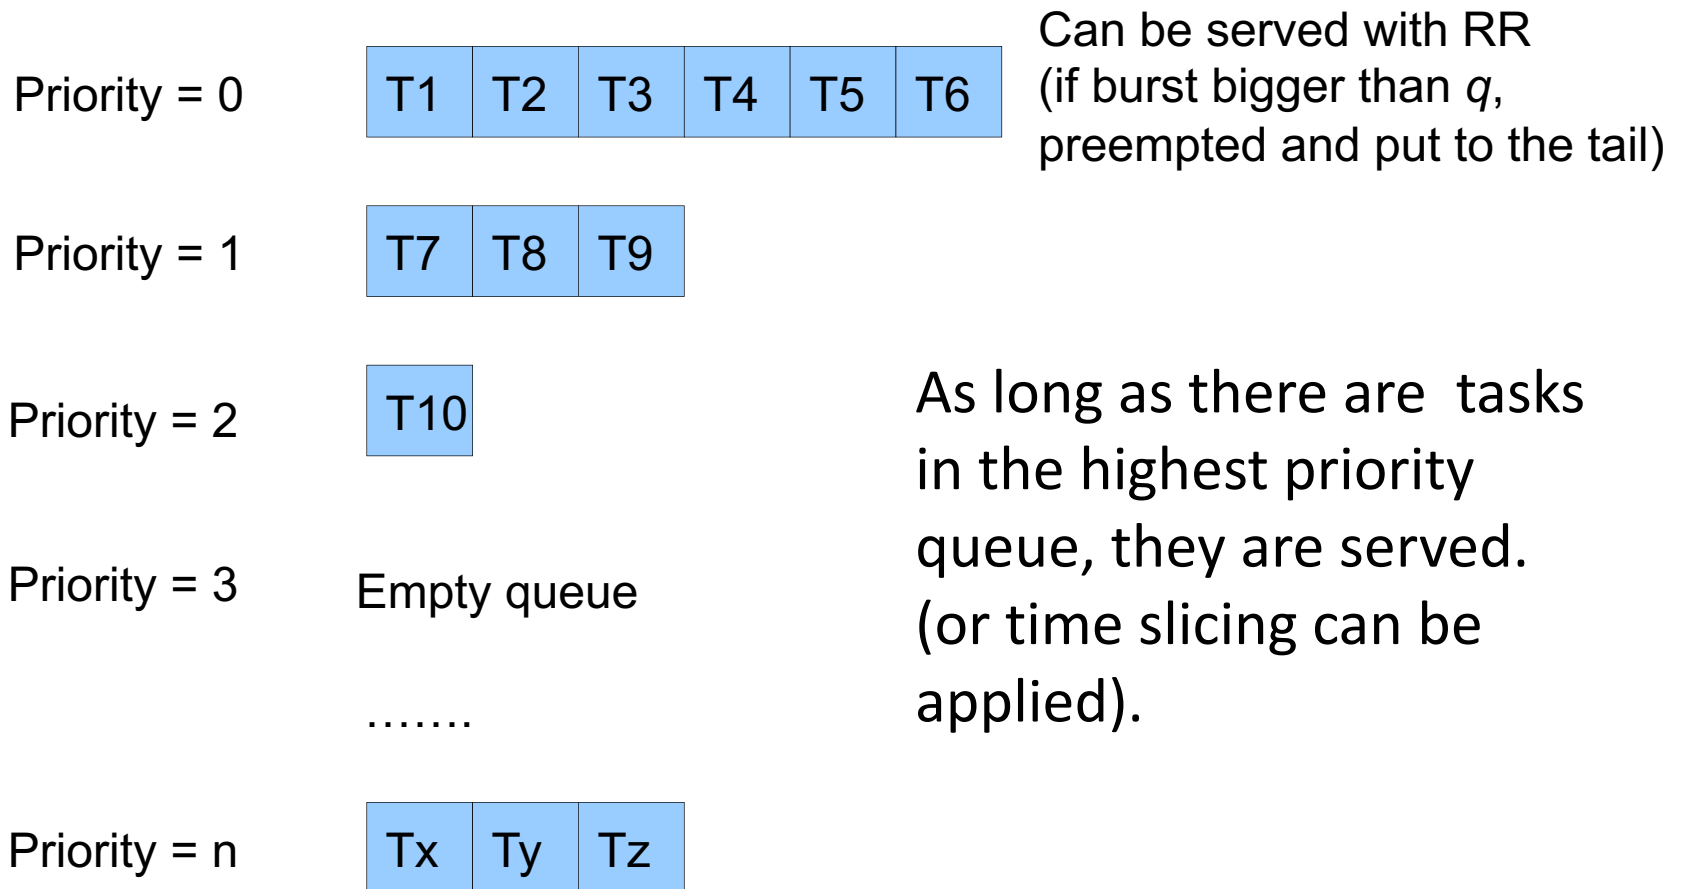 Priority = 0
T1 T2 T3 T4 T5 T6
Can be served with RR
(if burst bigger than q,
preempted and put to the tail)
Priority = 1
T7 T8 T9
Priority = 2
T10
As long as there are  tasks
in the highest priority
queue, they are served.
(or time slicing can be
applied).
Priority = 3
Empty queue
.......
Priority = n
Tx Ty Tz